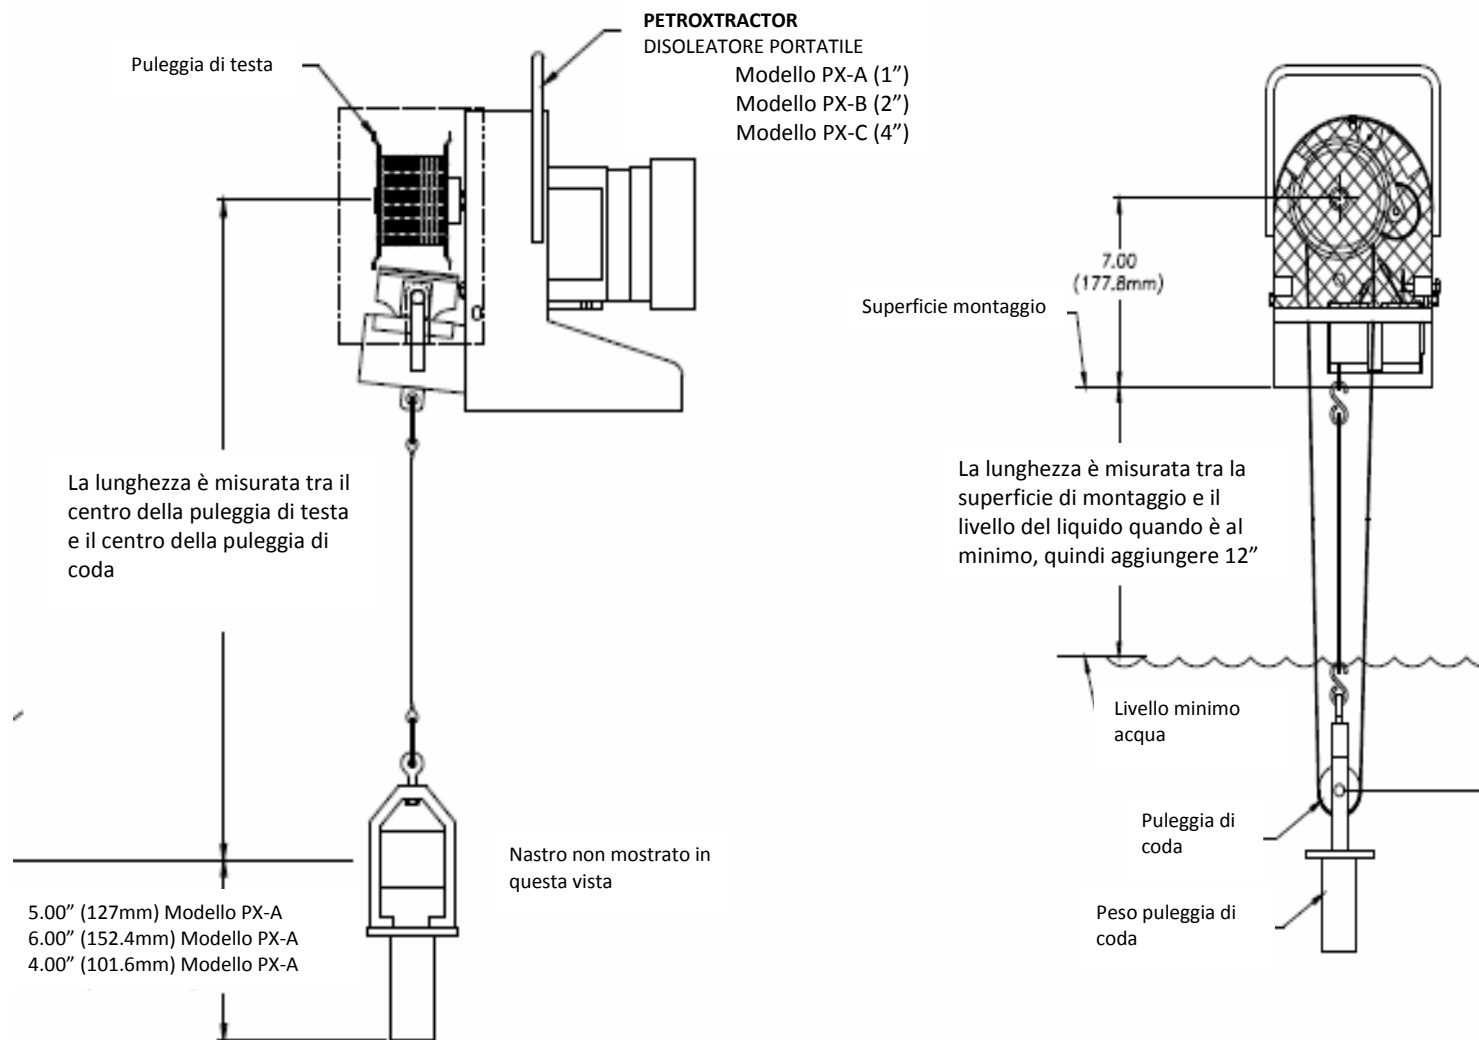 PETROXTRACTOR
DISOLEATORE PORTATILE
Modello PX-A (1”)
Modello PX-B (2”)
Modello PX-C (4”)
Puleggia di testa
7.00
(177.8mm)
Superficie montaggio
La lunghezza è misurata tra il
centro della puleggia di testa
e il centro della puleggia di
coda
La lunghezza è misurata tra la
superficie di montaggio e il
livello del liquido quando è al
minimo, quindi aggiungere 12”
Livello minimo
acqua
Puleggia di
coda
Nastro non mostrato in
questa vista
5.00” (127mm) Modello PX-A
6.00” (152.4mm) Modello PX-A
4.00” (101.6mm) Modello PX-A
Peso puleggia di
coda